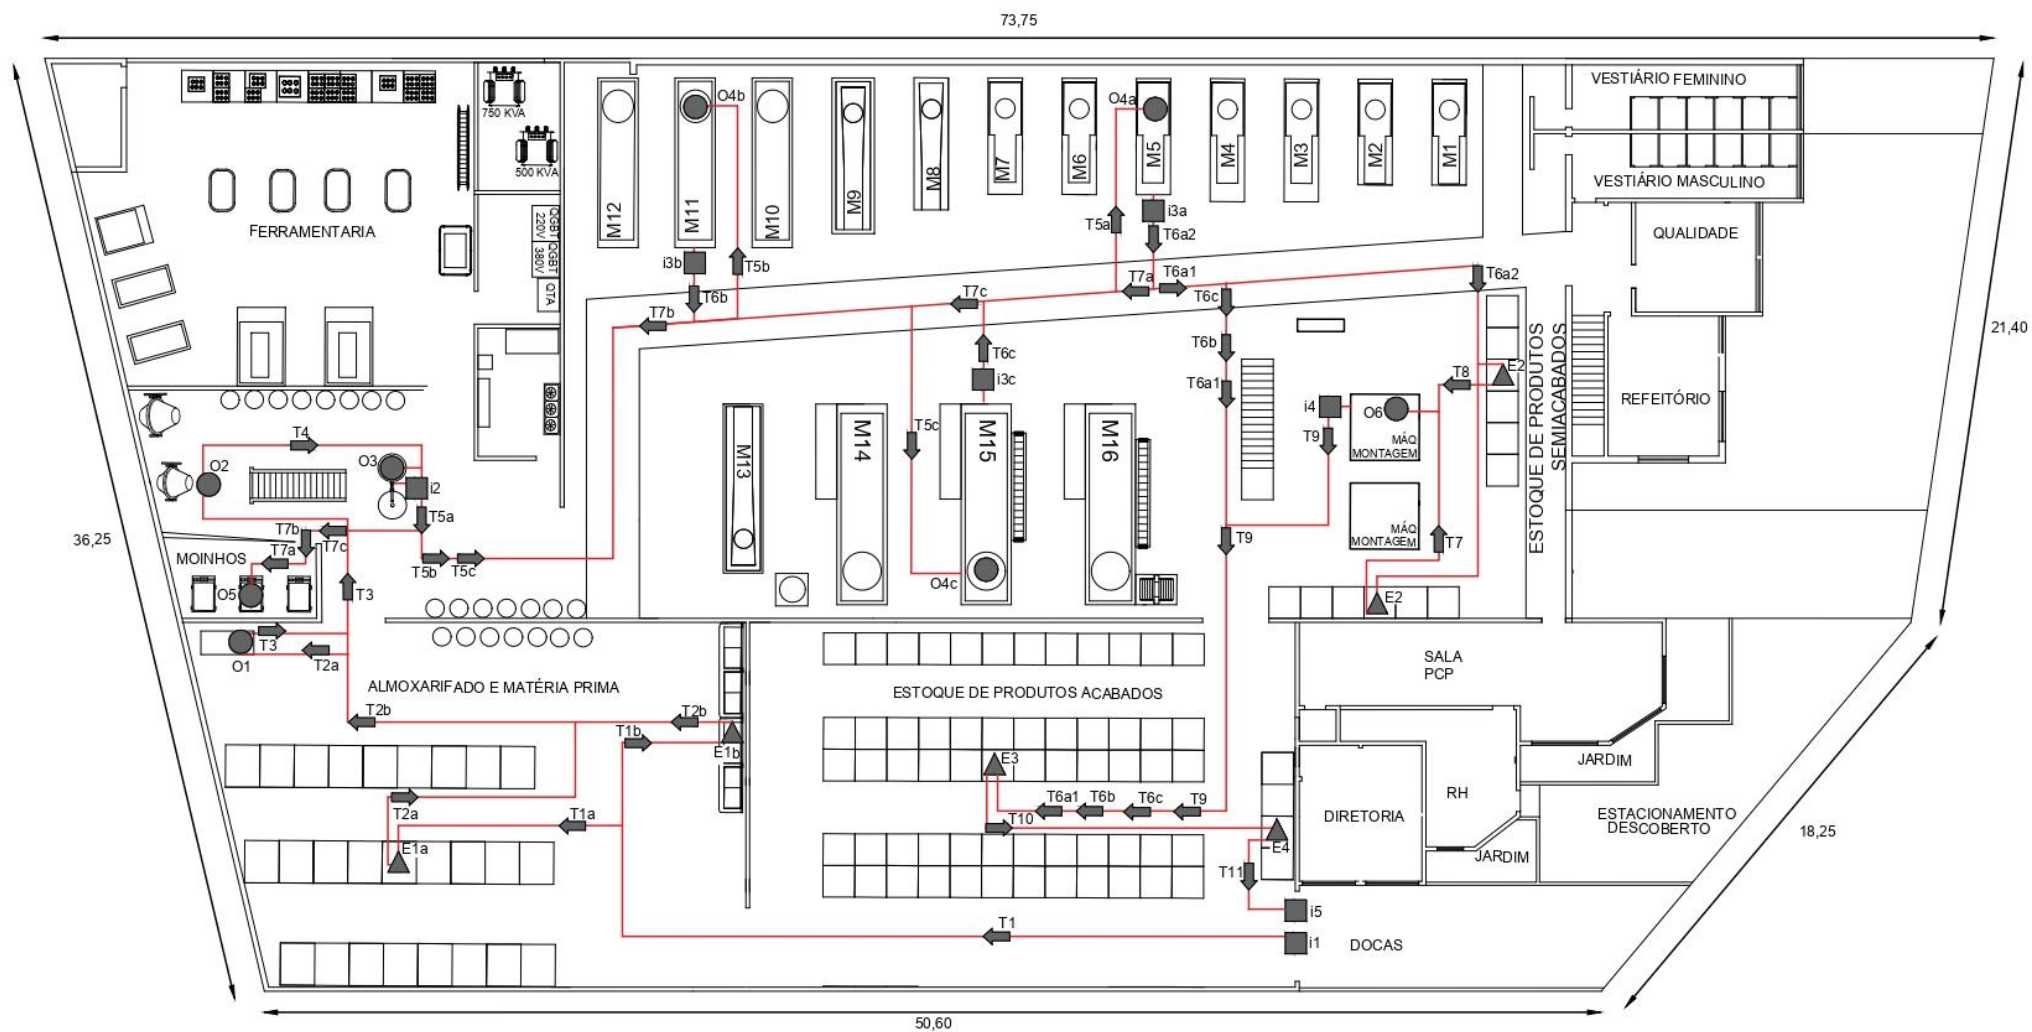 73,75
VESTIÁRIO FEMININO
750 KVA
O4b
O4a
500 KVA
M12
M11
M10
M9
M8
M7
M6
M5
M4
M3
M2
M1
VESTIÁRIO MASCULINO
FERRAMENTARIA
QGBT
220V
QGBT
380V
QTA
i3a
T5a
T6a2
QUALIDADE
i3b
T5b
T6b
T7a
T6a1
T6a2
T7c
T6c
T7b
21,40
T6b
T6c
i3c
T6a1
T8
E2
ESTOQUE DE PRODUTOS
SEMIACABADOS
REFEITÓRIO
i4
O6
MÁQ
MONTAGEM
T9
T4
O2
O3
i2
M13
M14
T5c
M15
M16
T5a
36,25
T7b
T7c
T9
MÁQ
MONTAGEM
T7
MOINHOS
T7a
T5b
T5c
O4c
O5
T3
E2
T3
O1
T2a
SALA
PCP
ALMOXARIFADO E MATÉRIA PRIMA
ESTOQUE DE PRODUTOS ACABADOS
T2b
T2b
T1b
E1b
E3
JARDIM
RH
T2a
T1a
T6a1
T6b
T6c
T9
T10
DIRETORIA
ESTACIONAMENTO
DESCOBERTO
18,25
E1a
E4
JARDIM
T11
i5
T1
i1
DOCAS
50,60